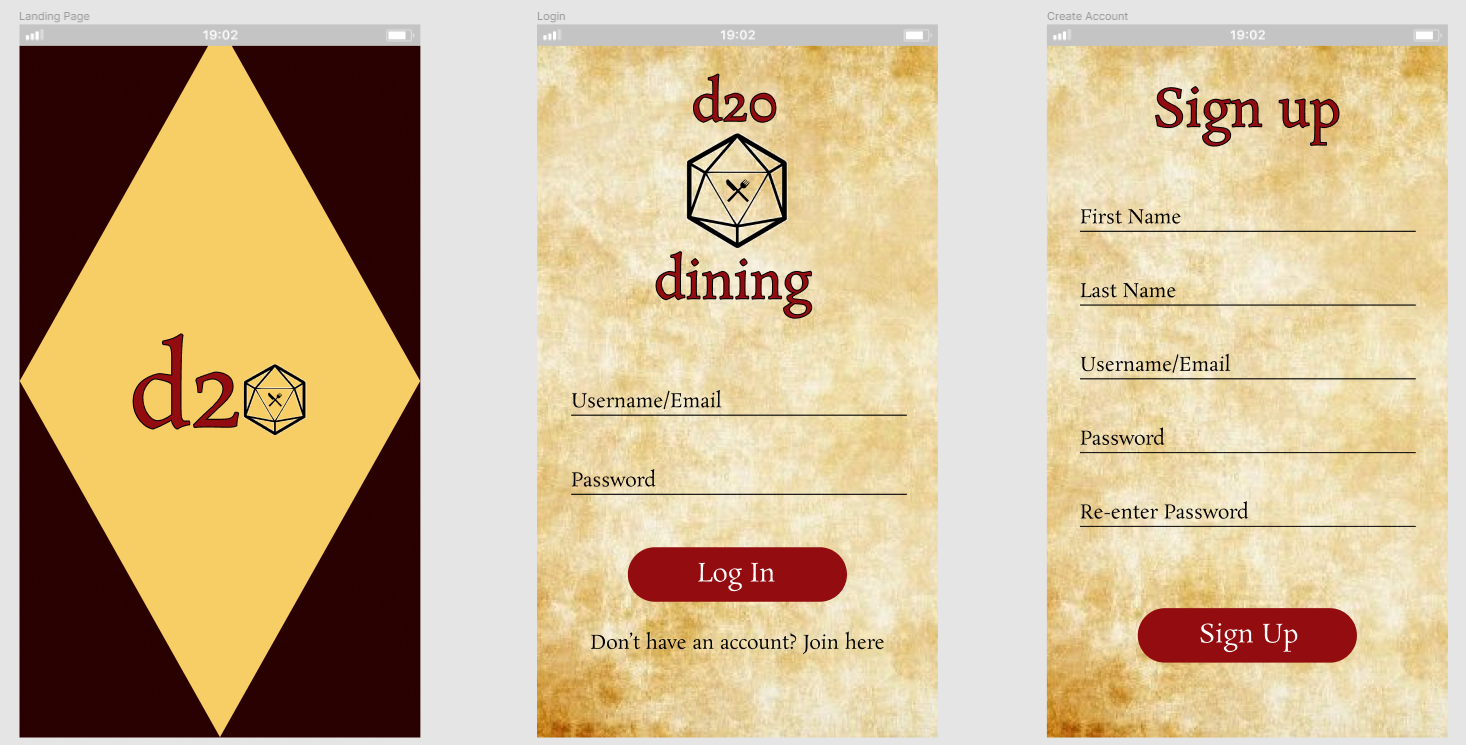 Landing Page
19:02
d20
Login
19:02
d20
dining
Username/Email
Password
Log In
Don't have an account? Join here
Create Account
19:02
Sign up
First Name
Last Name
Username/Email
Password
Re-enter Password
Sign Up